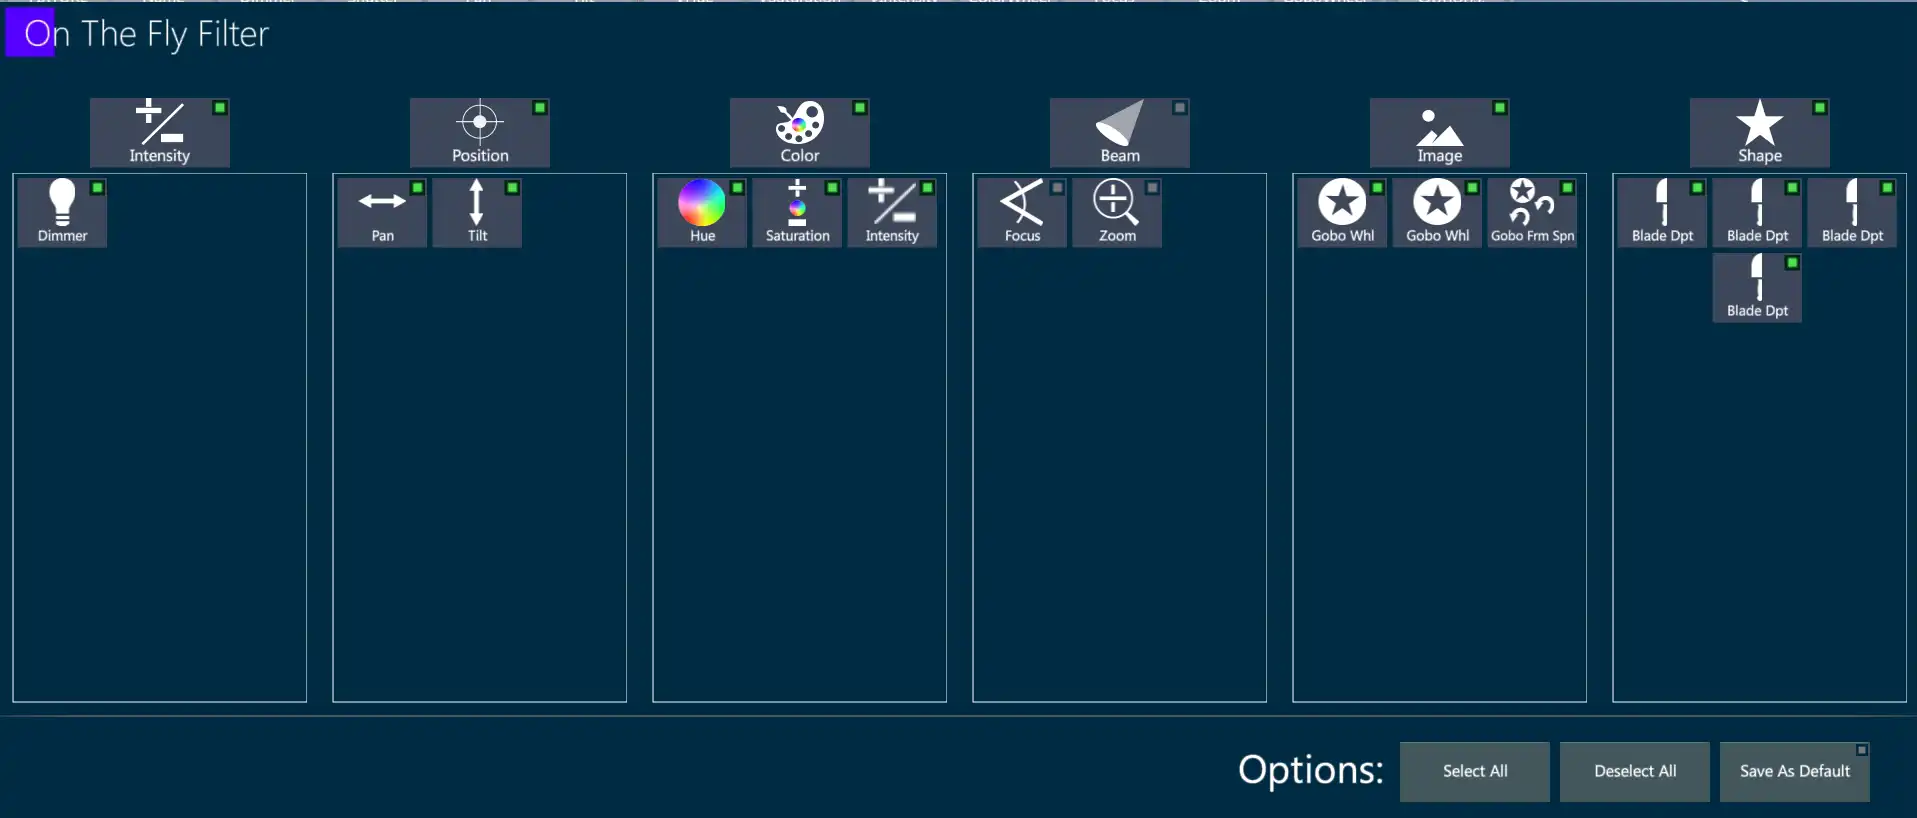 On The Fly Filter
Intensity
Position
Color
Beam
Image
Shape
Dimmer
Pan
Tilt
Hue
Saturation
Intensity
Focus
Zoom
Gobo Whl
Gobo Whl
Gobo Frm Spn
Blade Dpt
Blade Dpt
Blade Dpt
Blade Dpt
Options:
Select All
Deselect All
Save As Default